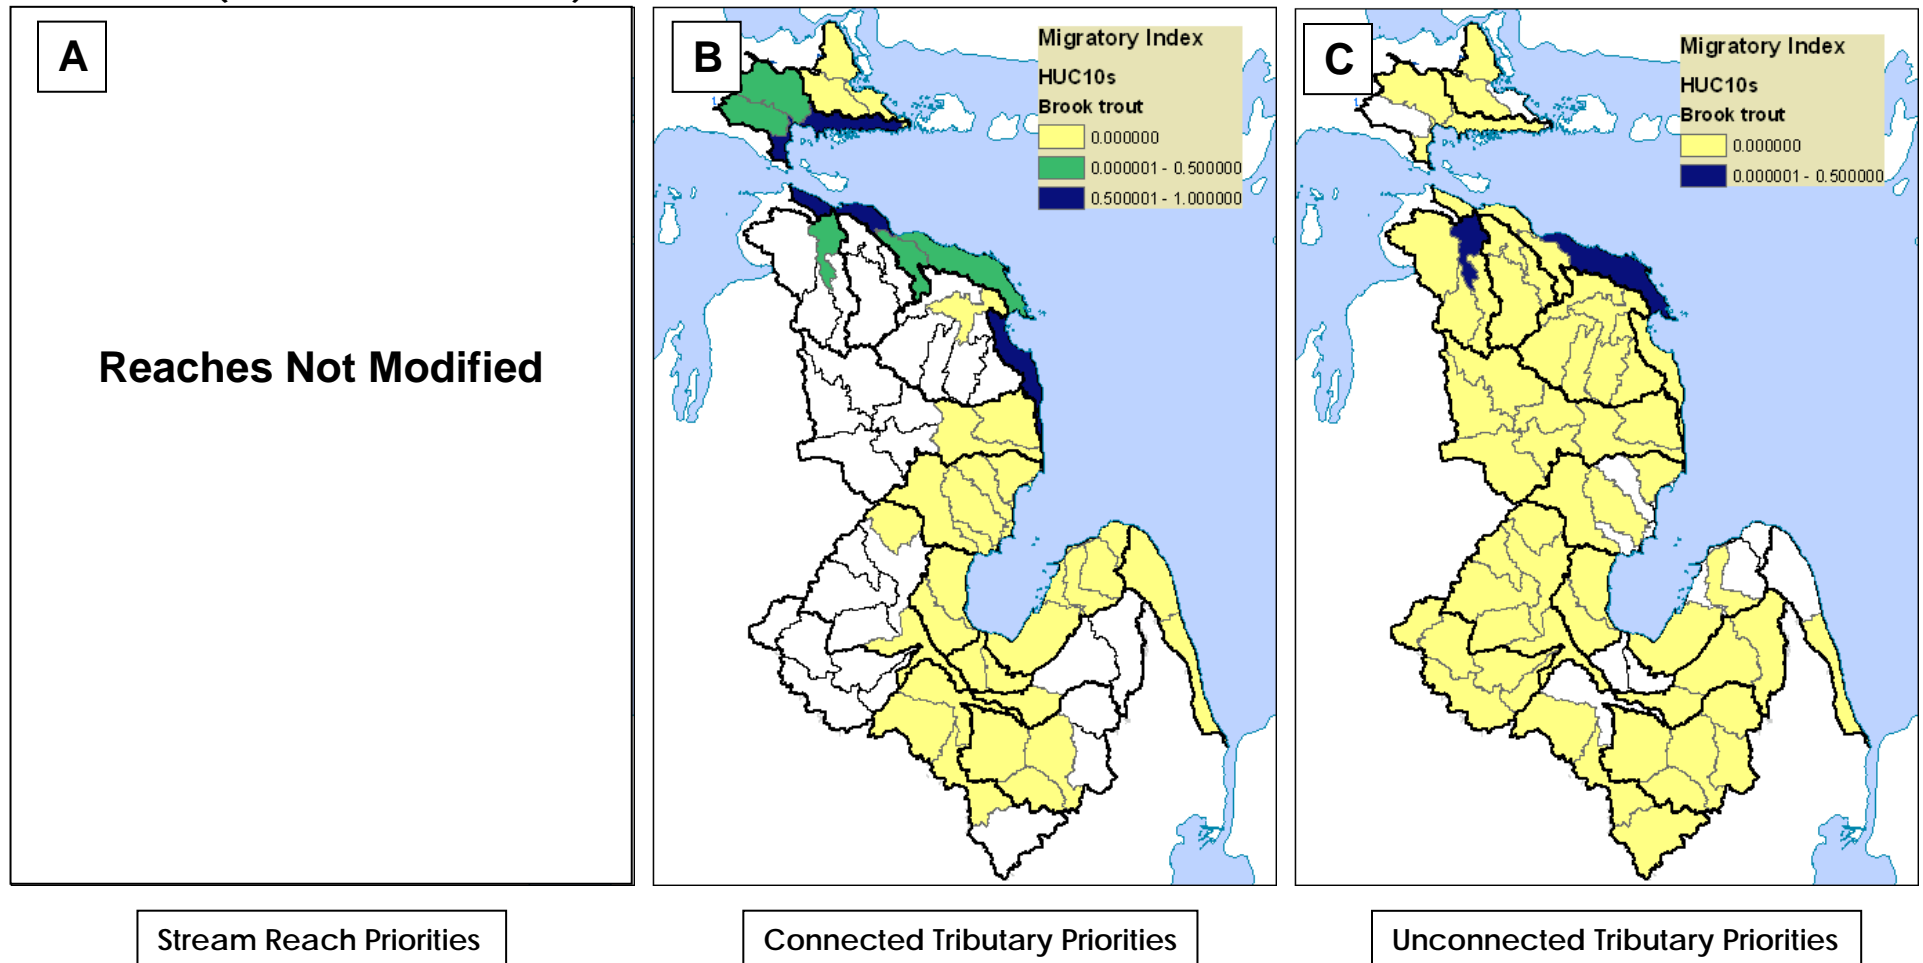 A
Reaches Not Modified
Stream Reach Priorities
B
Migratory Index
HUC10s
Brook trout
0.000000
0.000001 - 0.500000
0.500001 - 1.000000
Connected Tributary Priorities
C
Migratory Index
HUC10s
Brook trout
0.000000
0.000001 - 0.500000
Unconnected Tributary Priorities